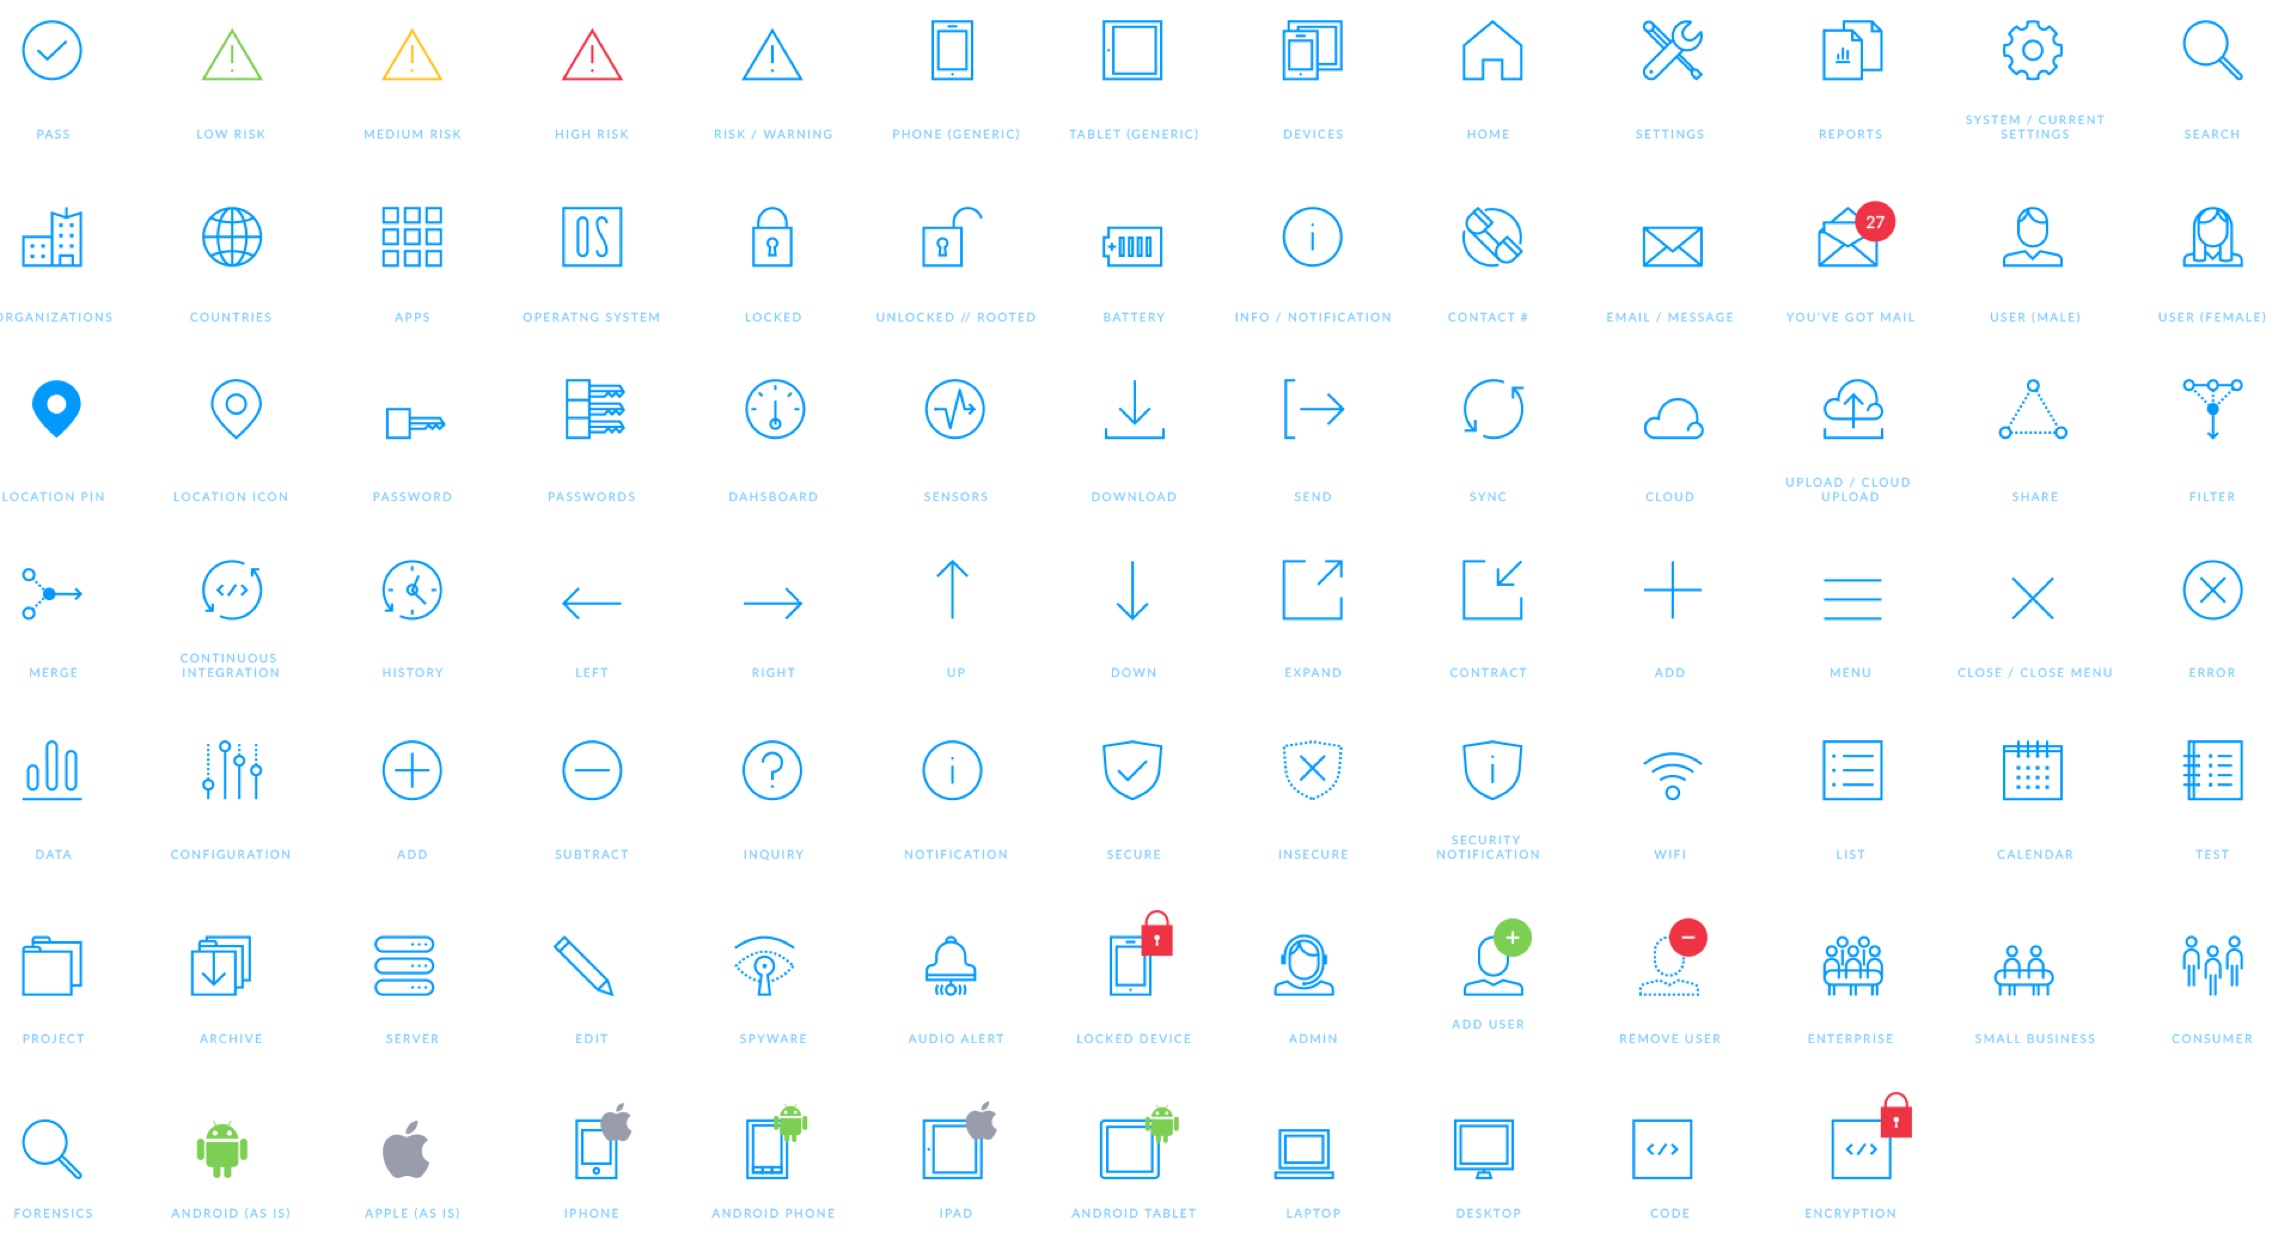 PASS
LOW RISK
MEDIUM RISK
HIGH RISK
RISK / WARNING
PHONE (GENERIC)
TABLET (GENERIC)
DEVICES
HOME
SETTINGS
REPORTS
SYSTEM / CURRENT
SETTINGS
SEARCH
OS
27
RGANIZATIONS
COUNTRIES
APPS
OPERATNG SYSTEM
LOCKED
UNLOCKED // ROOTED
BATTERY
INFO / NOTIFICATION
CONTACT #
EMAIL / MESSAGE
YOU'VE GOT MAIL
USER (MALE)
USER (FEMALE)
LOCATION PIN
LOCATION ICON
PASSWORD
PASSWORDS
DAHSBOARD
SENSORS
DOWNLOAD
SEND
SYNC
CLOUD
UPLOAD / CLOUD
UPLOAD
SHARE
FILTER
</>
MERGE
CONTINUOUS
INTEGRATION
HISTORY
LEFT
RIGHT
UP
DOWN
EXPAND
CONTRACT
ADD
MENU
CLOSE / CLOSE MENU
ERROR
DATA
CONFIGURATION
ADD
SUBTRACT
INQUIRY
NOTIFICATION
SECURE
INSECURE
SECURITY
NOTIFICATION
WIFI
LIST
CALENDAR
TEST
PROJECT
ARCHIVE
SERVER
EDIT
SPYWARE
AUDIO ALERT
LOCKED DEVICE
ADMIN
ADD USER
REMOVE USER
ENTERPRISE
SMALL BUSINESS
CONSUMER
</>
</>
FORENSICS
ANDROID (AS IS)
APPLE (AS IS)
IPHONE
ANDROID PHONE
IPAD
ANDROID TABLET
LAPTOP
DESKTOP
CODE
ENCRYPTION